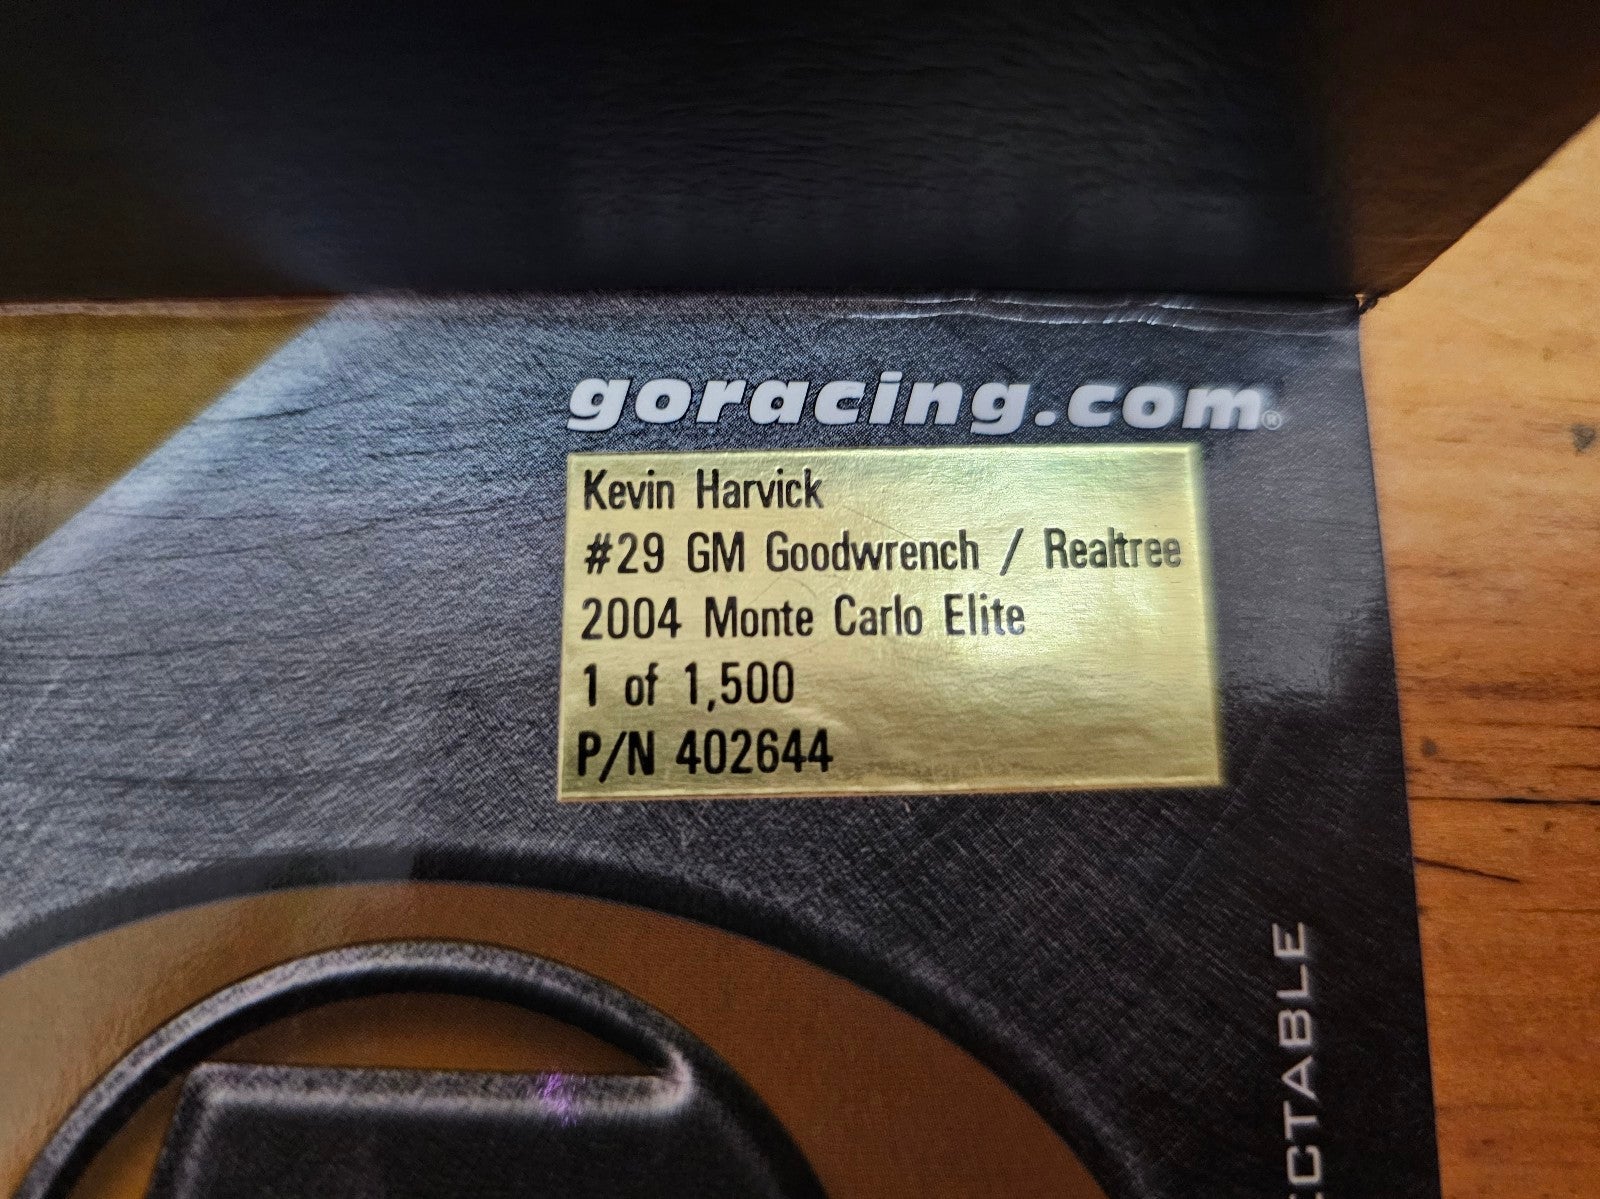 goracing.com®
Kevin Harvick
#29 GM Goodwrench / Realtree
2004 Monte Carlo Elite
1 of 1,500
P/N 402644